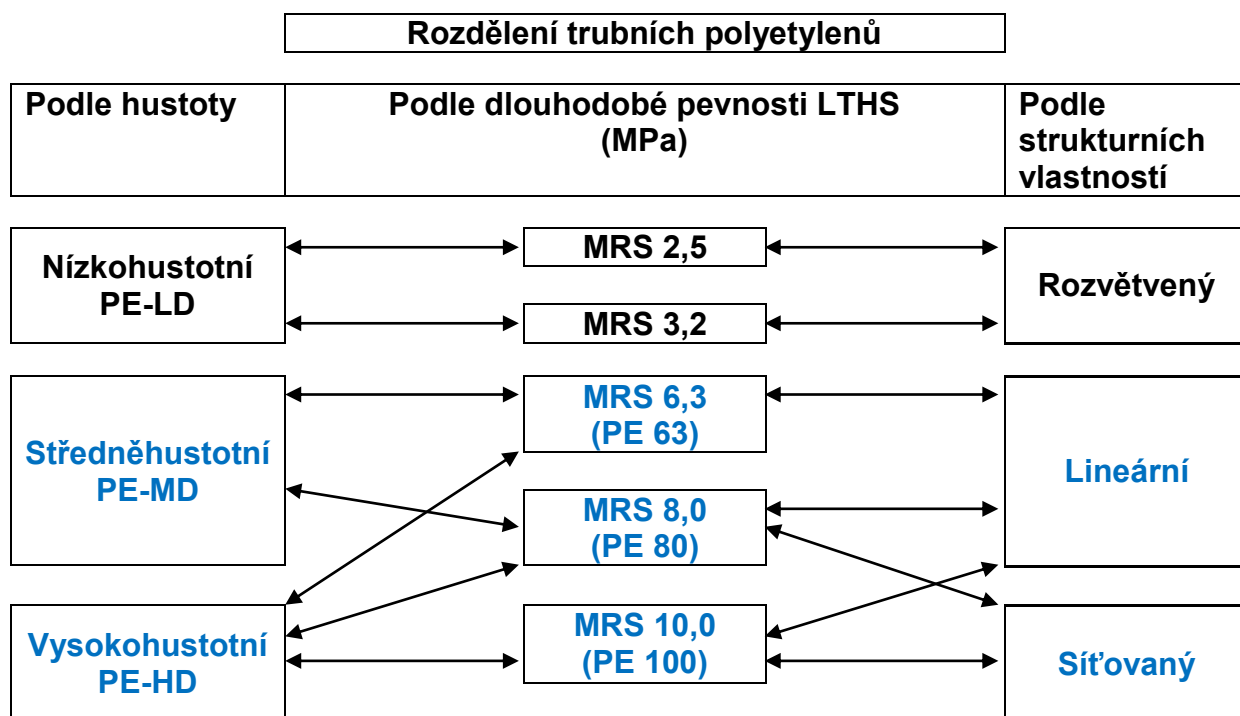 Rozdělení trubních polyetylenů
Podle hustoty
Podle dlouhodobé pevnosti LTHS
(MPa)
Podle
strukturních
vlastností
Nízkohustotní
PE-LD
MRS 2,5
MRS 3,2
Rozvětvený
Středněhustotní
PE-MD
MRS 6,3
(PE 63)
MRS 8,0
(PE 80)
Lineární
Vysokohustotní
PE-HD
MRS 10,0
(PE 100)
Síťovaný